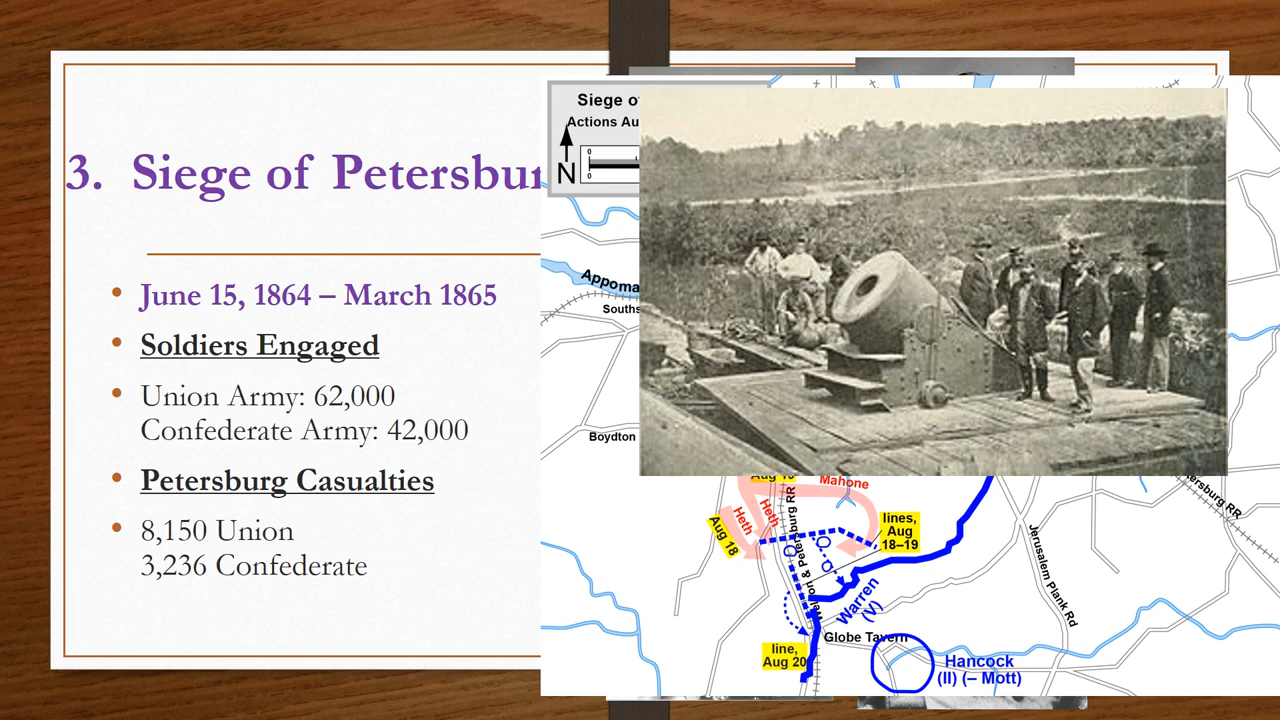 3. Siege of Petersbur
June 15, 1864 – March 1865
Soldiers Engaged
Union Army: 62,000
Confederate Army: 42,000
Petersburg Casualties
8,150 Union
3,236 Confederate
Siege of
Actions Au
0
N
0
Appoma
Souths
Boydton
Mahone
Heth
Heth
Aug 18
lines,
Aug
18–19
Weldon & Petersburg RR
Warren
(V)
Globe Tavern
line,
Aug 20
Hancock
(II) (– Mott)
Jerusalem Plank Rd
ersburg RR